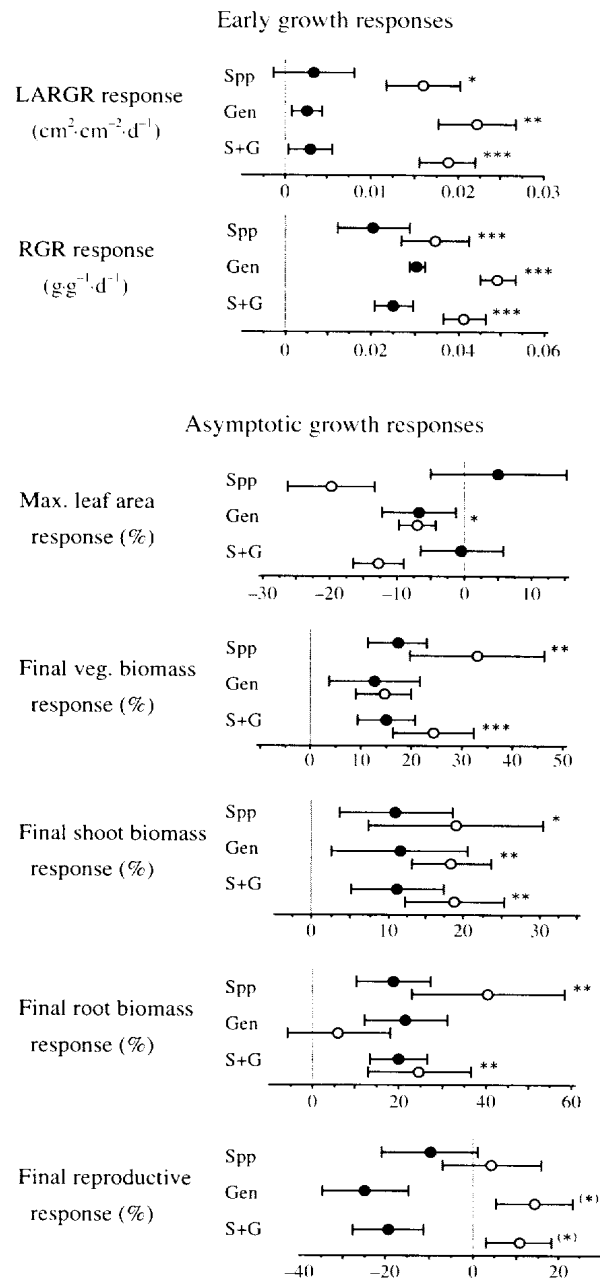 Early growth responses
LARGR response
(cm²·cm⁻²·d⁻¹)
Spp
*
Gen
**
S+G
***
0 0.01 0.02 0.03
RGR response
(g·g⁻¹·d⁻¹)
Spp
***
Gen
***
S+G
***
0 0.02 0.04 0.06
Asymptotic growth responses
Max. leaf area
response (%)
Spp
Gen
*
S+G
–30 –20 –10 0 10
Final veg. biomass
response (%)
Spp
**
Gen
S+G
***
0 10 20 30 40 50
Final shoot biomass
response (%)
Spp
*
Gen
**
S+G
**
0 10 20 30
Final root biomass
response (%)
Spp
**
Gen
S+G
**
0 20 40 60
Final reproductive
response (%)
Spp
Gen
(*)
S+G
(*)
–40 –20 0 20